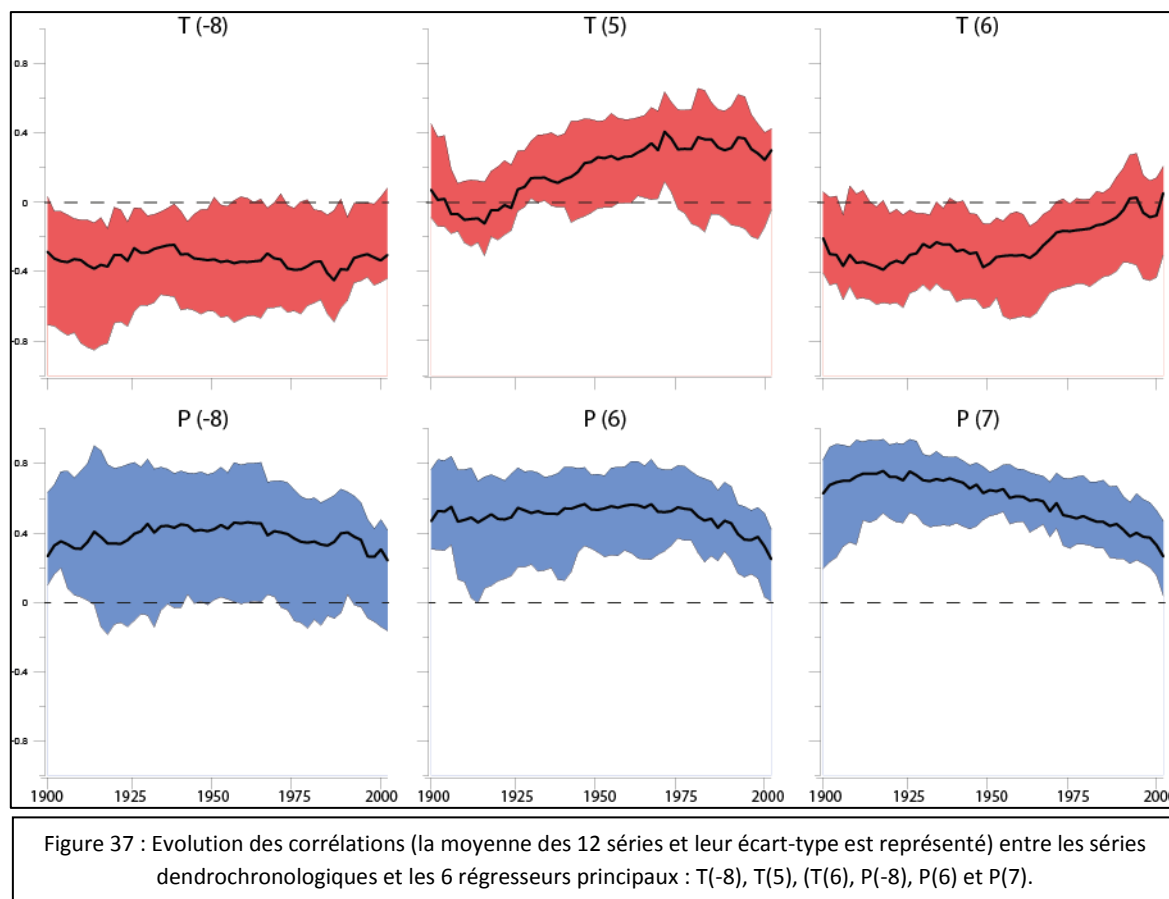 T (-8) T (5) T (6)
0.8
0.4
0
-0.4
-0.8
P (-8) P (6) P (7)
0.8
0.4
0
-0.4
-0.8
1900 1925 1950 1975 2000 1900 1925 1950 1975 2000 1900 1925 1950 1975 2000
Figure 37 : Evolution des corrélations (la moyenne des 12 séries et leur écart-type est représenté) entre les séries
dendrochronologiques et les 6 régresseurs principaux : T(-8), T(5), (T(6), P(-8), P(6) et P(7).